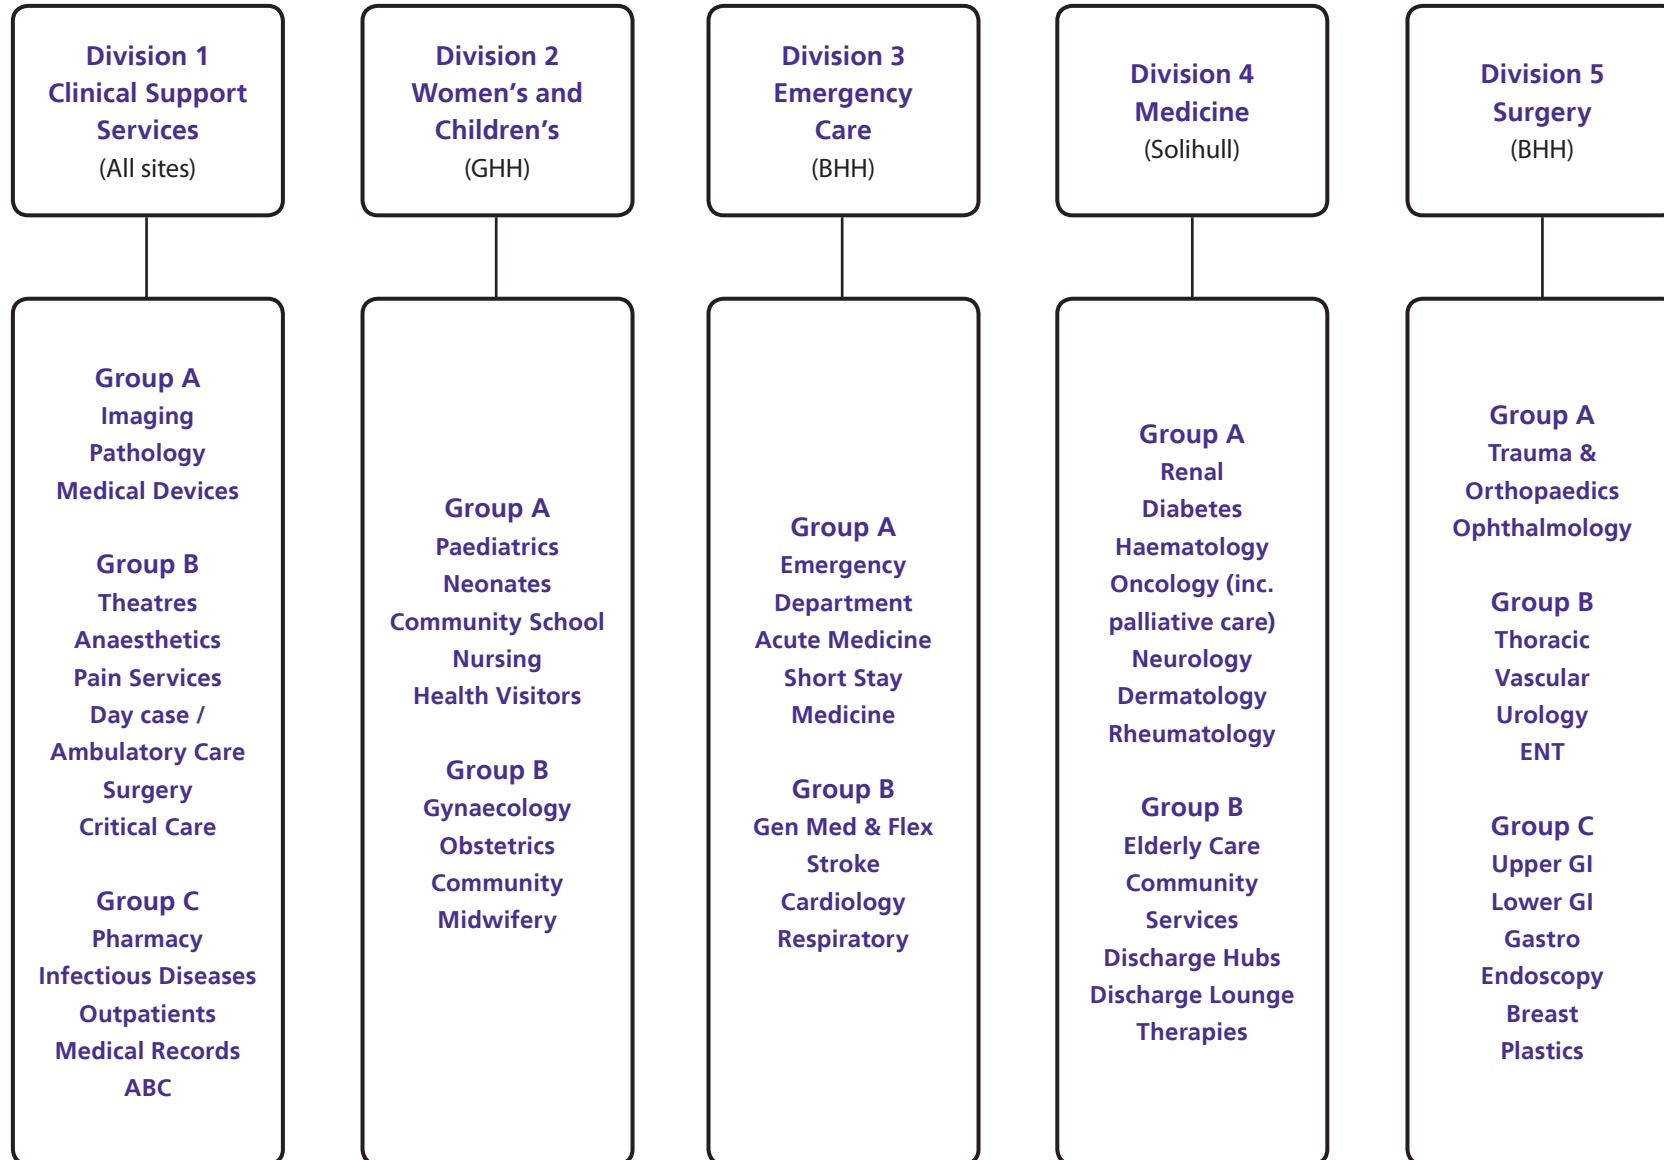 Division 1
Clinical Support
Services
(All sites)
Division 2
Women’s and
Children’s
(GHH)
Division 3
Emergency
Care
(BHH)
Division 4
Medicine
(Solihull)
Division 5
Surgery
(BHH)
Group A
Imaging
Pathology
Medical Devices
Group B
Theatres
Anaesthetics
Pain Services
Day case /
Ambulatory Care
Surgery
Critical Care
Group C
Pharmacy
Infectious Diseases
Outpatients
Medical Records
ABC
Group A
Paediatrics
Neonates
Community School
Nursing
Health Visitors
Group B
Gynaecology
Obstetrics
Community
Midwifery
Group A
Emergency
Department
Acute Medicine
Short Stay
Medicine
Group B
Gen Med & Flex
Stroke
Cardiology
Respiratory
Group A
Renal
Diabetes
Haematology
Oncology (inc.
palliative care)
Neurology
Dermatology
Rheumatology
Group B
Elderly Care
Community
Services
Discharge Hubs
Discharge Lounge
Therapies
Group A
Trauma &
Orthopaedics
Ophthalmology
Group B
Thoracic
Vascular
Urology
ENT
Group C
Upper GI
Lower GI
Gastro
Endoscopy
Breast
Plastics